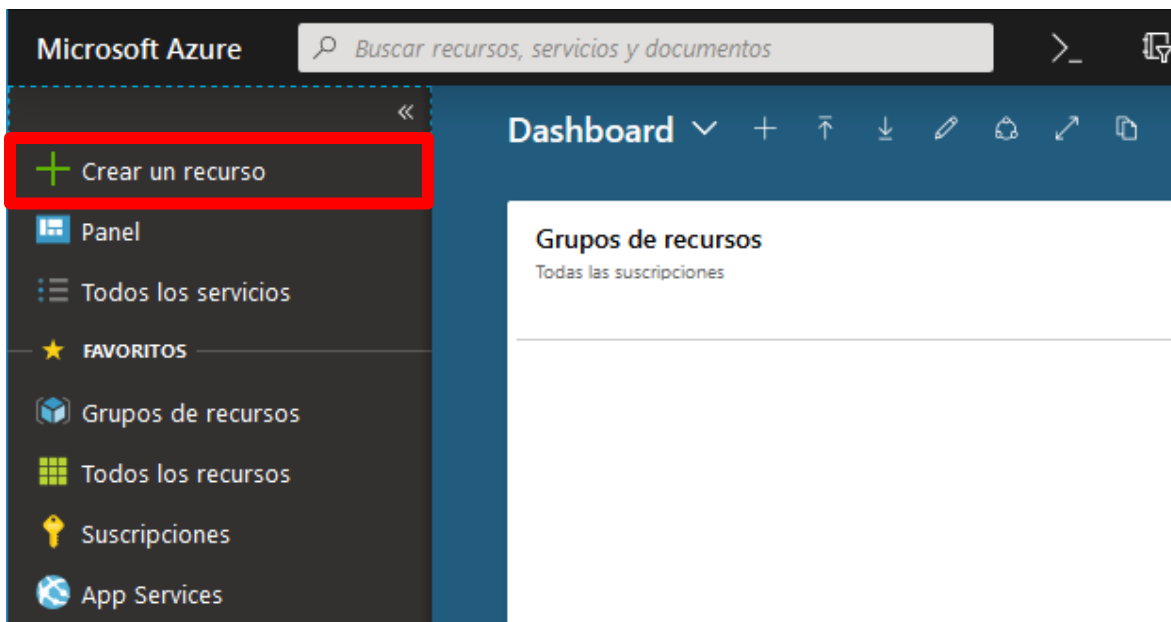 Microsoft Azure
Buscar recursos, servicios y documentos
Dashboard
Crear un recurso
Panel
Todos los servicios
FAVORITOS
Grupos de recursos
Todos los recursos
Suscripciones
App Services
Grupos de recursos
Todas las suscripciones